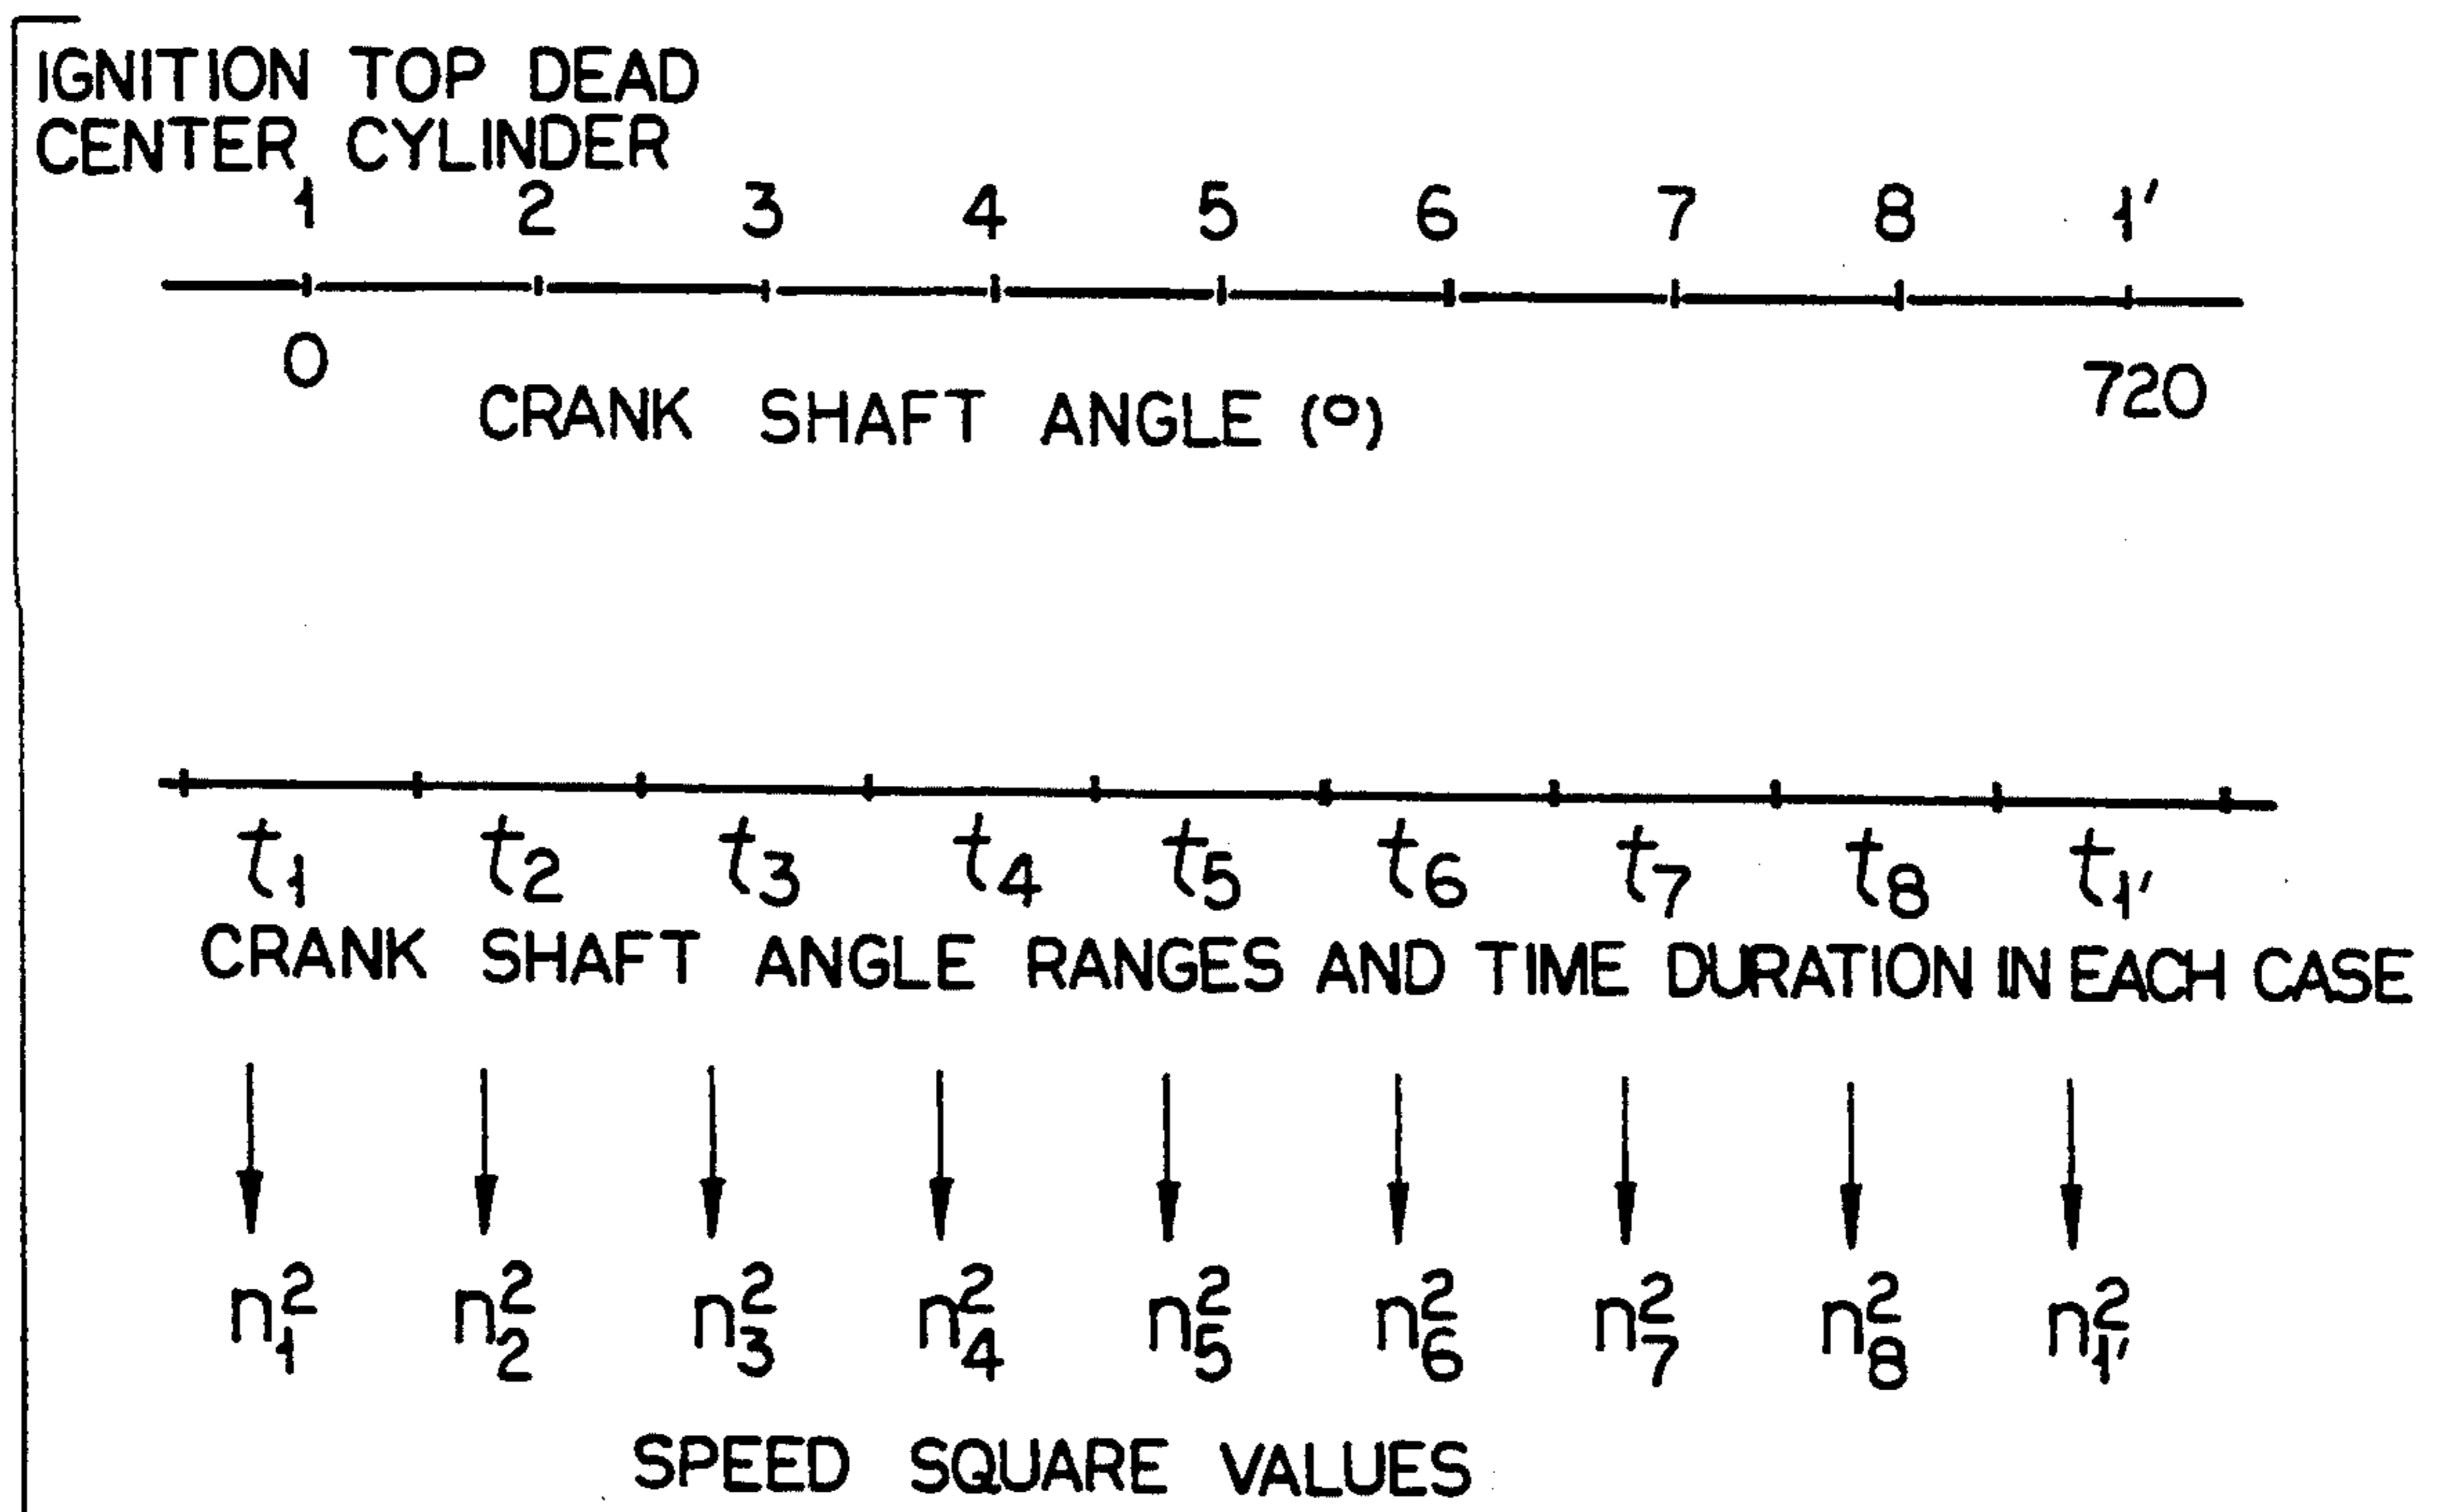 IGNITION TOP DEAD
CENTER CYLINDER
1 2 3 4 5 6 7 8 1′
0 720
CRANK SHAFT ANGLE (°)
t₁ t₂ t₃ t₄ t₅ t₆ t₇ t₈ t₁′
CRANK SHAFT ANGLE RANGES AND TIME DURATION IN EACH CASE
n₁² n₂² n₃² n₄² n₅² n₆² n₇² n₈² n₁′²
SPEED SQUARE VALUES